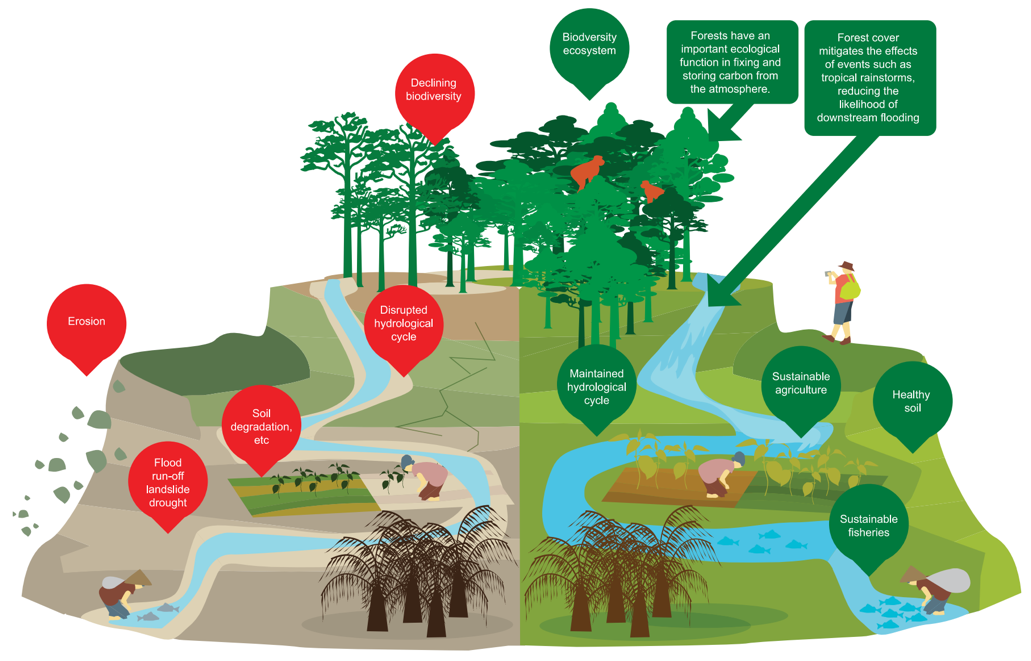 Biodversity
ecosystem
Forests have an
important ecological
function in fixing and
storing carbon from
the atmosphere.
Forest cover
mitigates the effects
of events such as
tropical rainstorms,
reducing the
likelihood of
downstream flooding
Declining
biodiversity
Erosion
Disrupted
hydrological
cycle
Maintained
hydrological
cycle
Sustainable
agriculture
Healthy
soil
Soil
degradation,
etc
Flood
run-off
landslide
drought
Sustainable
fisheries